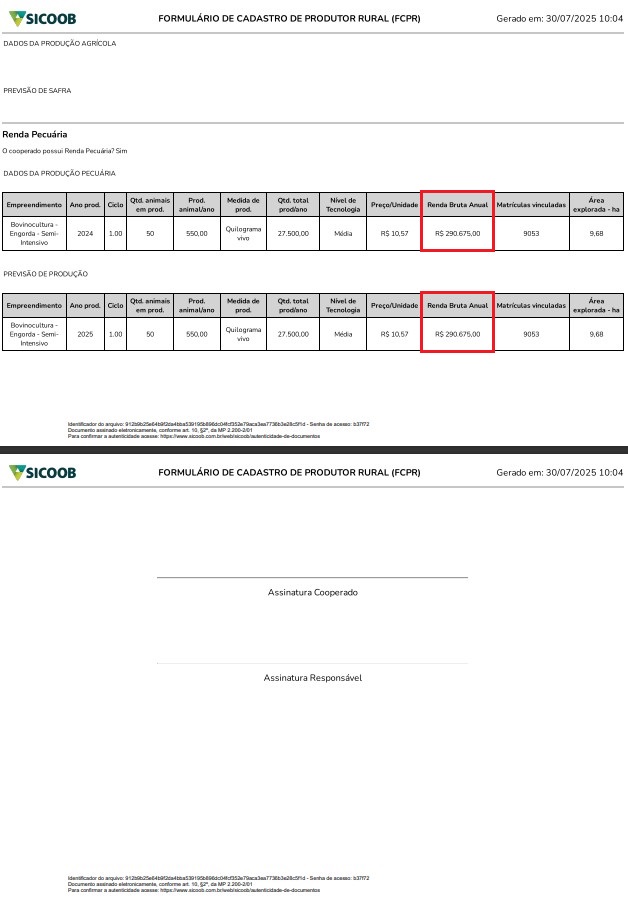 SICOOB FORMULÁRIO DE CADASTRO DE PRODUTOR RURAL (FCPR) Gerado em: 30/07/2025 10:04
DADOS DA PRODUÇÃO AGRÍCOLA
PREVISÃO DE SAFRA
Renda Pecuária
O cooperado possui Renda Pecuária? Sim
DADOS DA PRODUÇÃO PECUÁRIA
Empreendimento Ano prod. Ciclo Qtd. animais em prod. Prod. animal/ano Medida de prod. Qtd. total prod/ano Nível de Tecnologia Preço/Unidade Renda Bruta Anual Matrículas vinculadas Área explorada - ha
Bovinocultura - Engorda - Semi-Intensivo 2024 1.00 50 550,00 Quilograma vivo 27.500,00 Média R$ 10,57 R$ 290.675,00 9053 9,68
PREVISÃO DE PRODUÇÃO
Empreendimento Ano prod. Ciclo Qtd. animais em prod. Prod. animal/ano Medida de prod. Qtd. total prod/ano Nível de Tecnologia Preço/Unidade Renda Bruta Anual Matrículas vinculadas Área explorada - ha
Bovinocultura - Engorda - Semi-Intensivo 2025 1.00 50 550,00 Quilograma vivo 27.500,00 Média R$ 10,57 R$ 290.675,00 9053 9,68
Identificador do arquivo: - Senha de acesso:
Documento assinado eletronicamente, conforme art. 10, §2º, da MP 2.200-2/01
Para confirmar a autenticidade acesse: https://www.sicoob.com.br/web/sicoob/autenticidade-de-documentos
SICOOB FORMULÁRIO DE CADASTRO DE PRODUTOR RURAL (FCPR) Gerado em: 30/07/2025 10:04
Assinatura Cooperado
Assinatura Responsável
Identificador do arquivo: - Senha de acesso:
Documento assinado eletronicamente, conforme art. 10, §2º, da MP 2.200-2/01
Para confirmar a autenticidade acesse: https://www.sicoob.com.br/web/sicoob/autenticidade-de-documentos